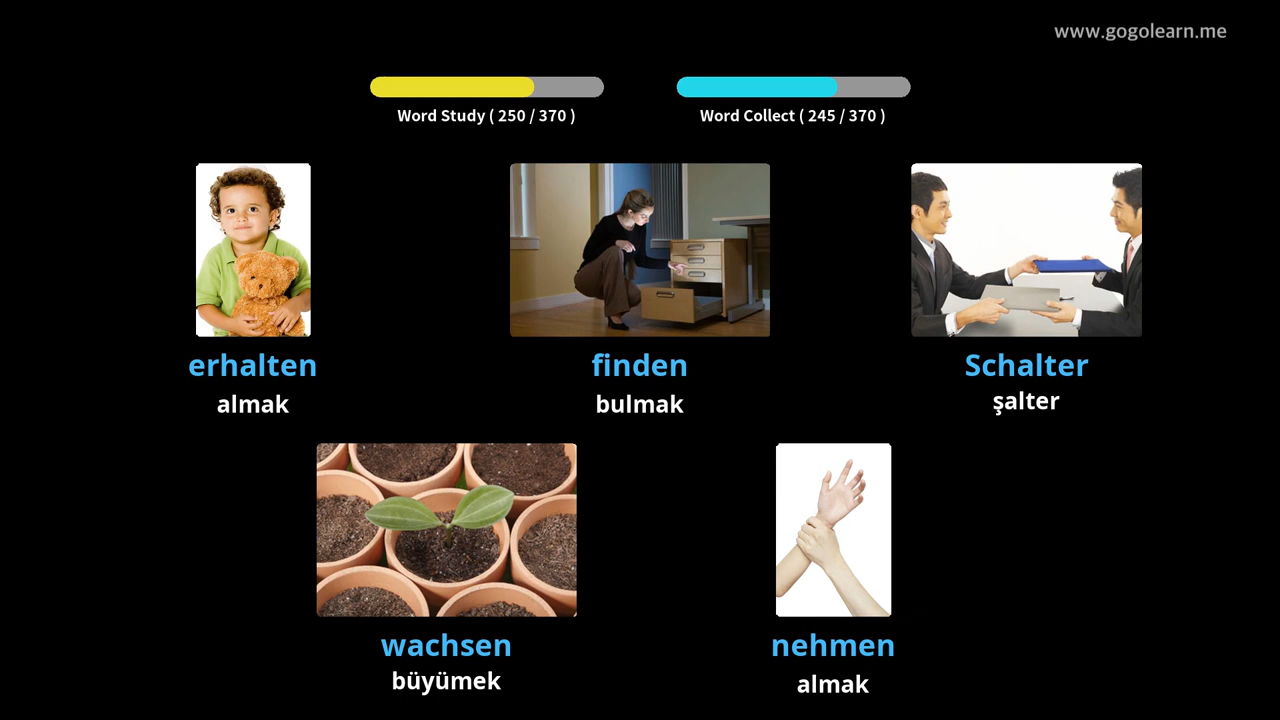 www.gogolearn.me
Word Study ( 250 / 370 )
Word Collect ( 245 / 370 )
erhalten
almak
finden
bulmak
Schalter
şalter
wachsen
büyümek
nehmen
almak